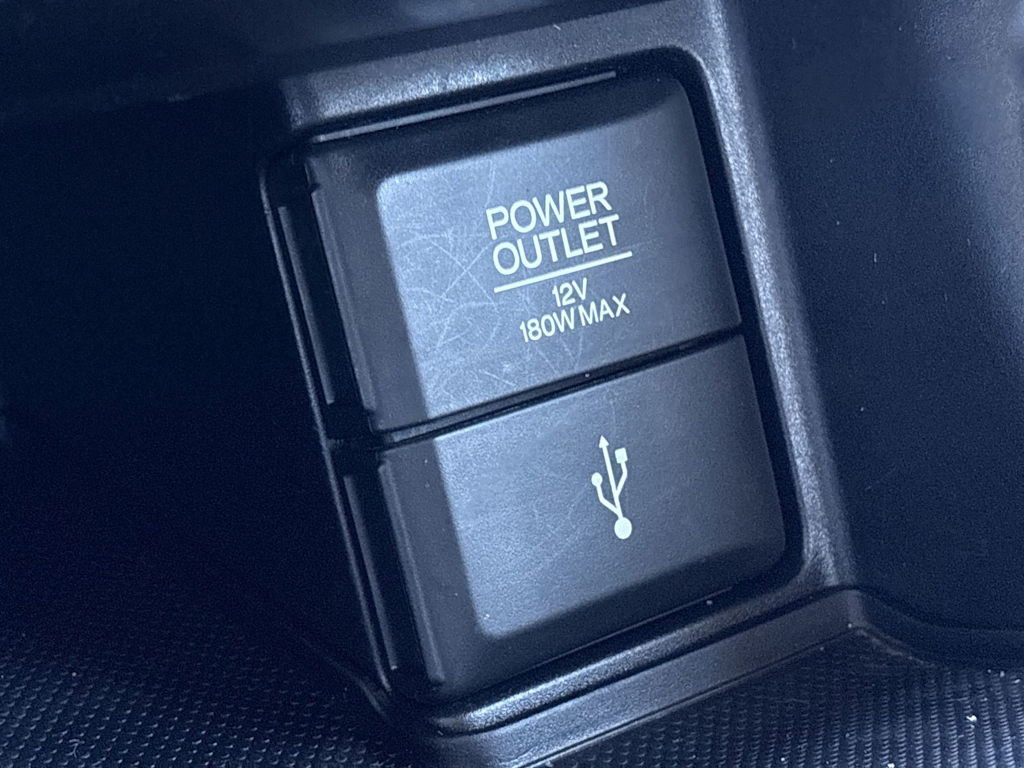 POWER
OUTLET
12V
180W MAX